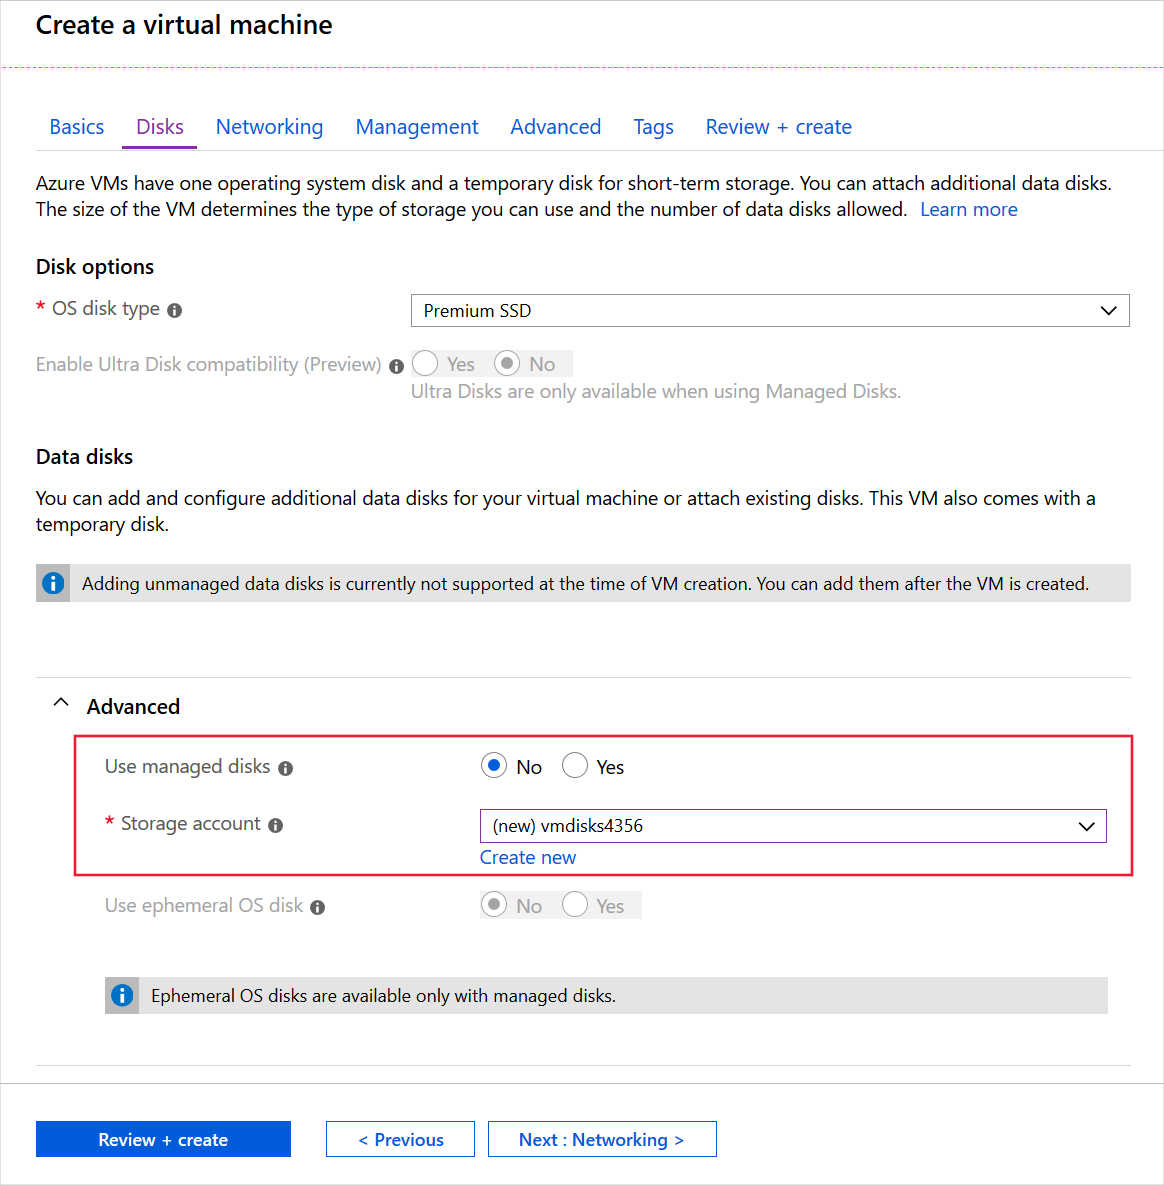 Create a virtual machine
Basics Disks Networking Management Advanced Tags Review + create
Azure VMs have one operating system disk and a temporary disk for short-term storage. You can attach additional data disks.
The size of the VM determines the type of storage you can use and the number of data disks allowed. Learn more
Disk options
* OS disk type Premium SSD
Enable Ultra Disk compatibility (Preview) Yes No
Ultra Disks are only available when using Managed Disks.
Data disks
You can add and configure additional data disks for your virtual machine or attach existing disks. This VM also comes with a
temporary disk.
Adding unmanaged data disks is currently not supported at the time of VM creation. You can add them after the VM is created.
Advanced
Use managed disks No Yes
* Storage account (new) vmdisks4356
Create new
Use ephemeral OS disk No Yes
Ephemeral OS disks are available only with managed disks.
Review + create < Previous Next : Networking >